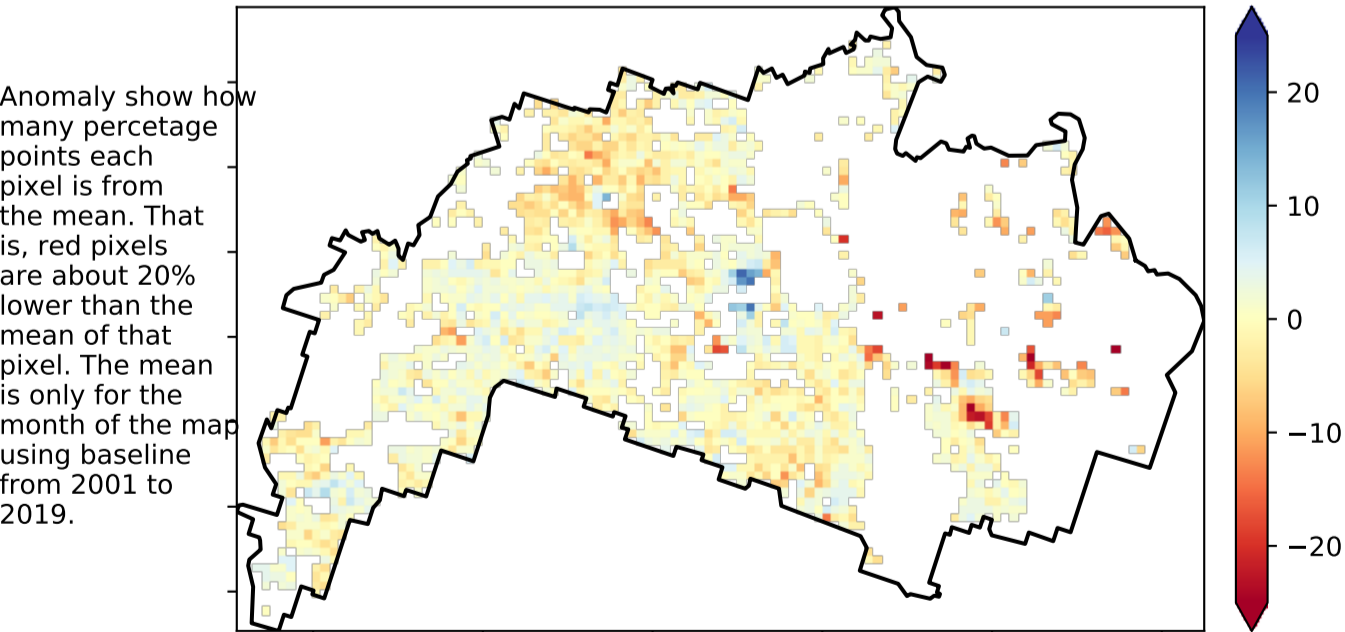 Anomaly show how
many percetage
points each
pixel is from
the mean. That
is, red pixels
are about 20%
lower than the
mean of that
pixel. The mean
is only for the
month of the map
using baseline
from 2001 to
2019.
20
10
0
−10
−20